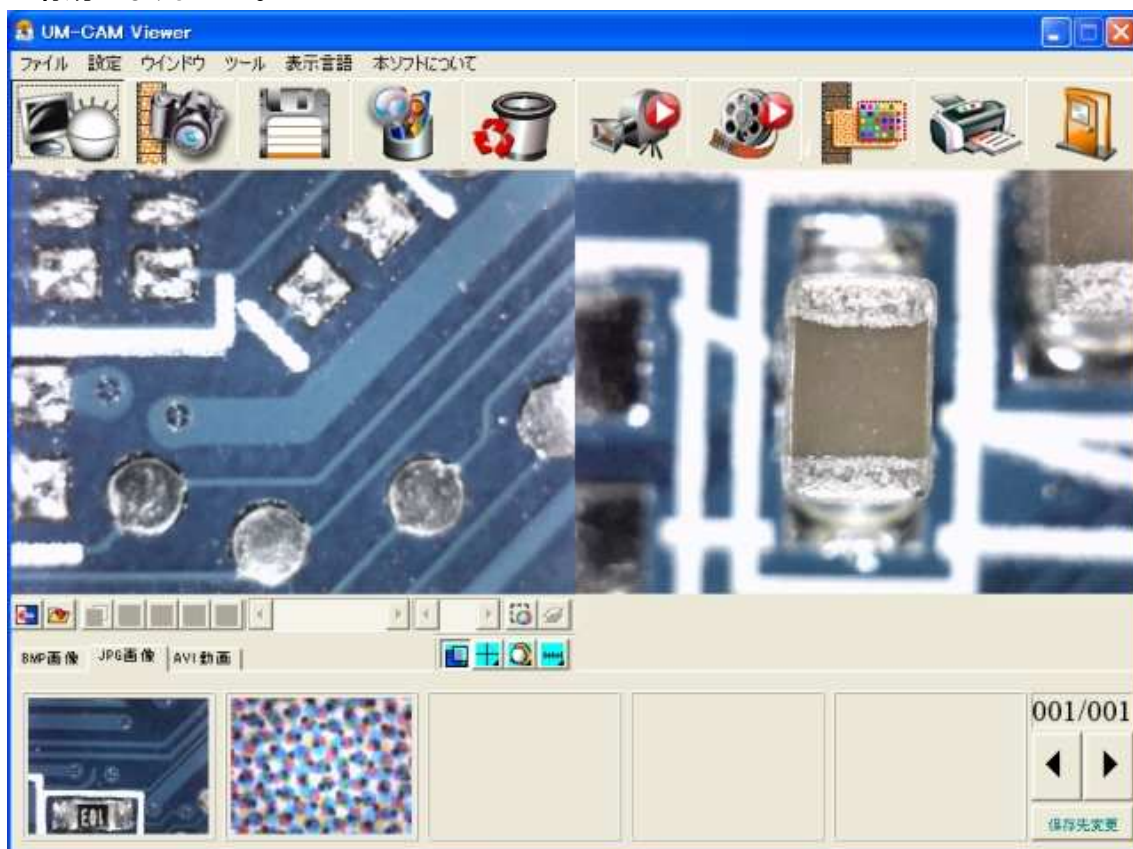 UM-CAM Viewer
ファイル 設定 ウインドウ ツール 表示言語 本ソフトについて
BMP画像 JPG画像 AVI動画
001/001
保存先変更